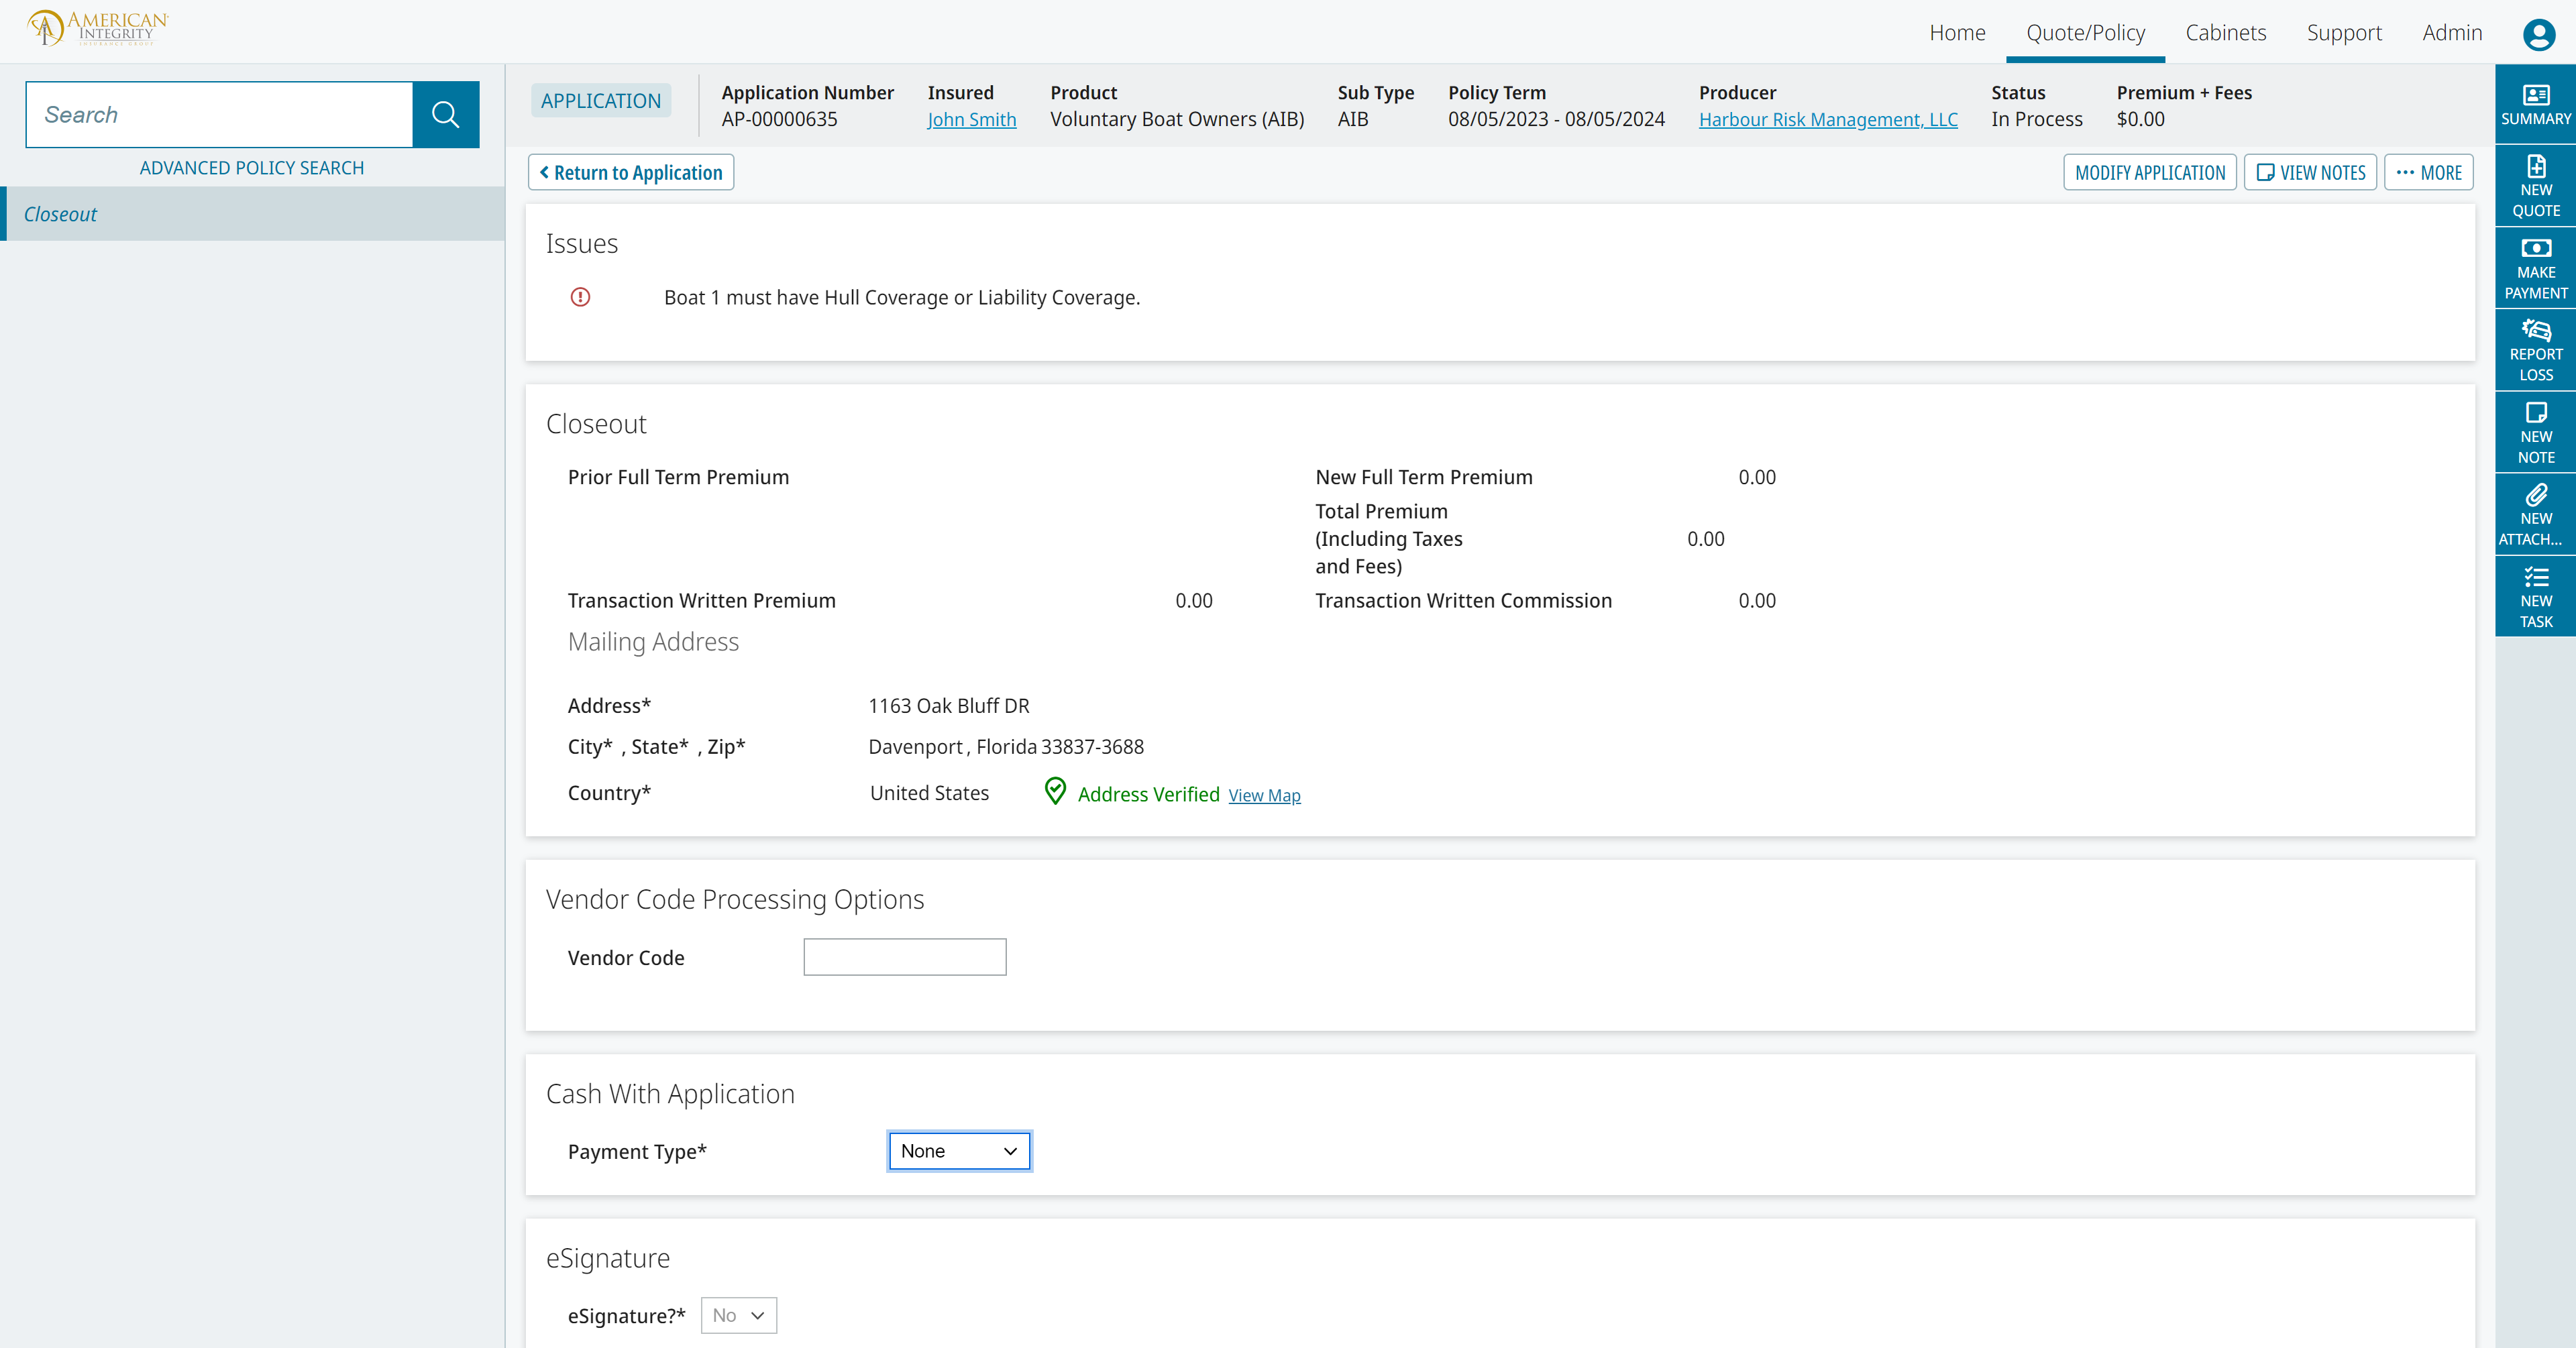 AMERICAN
INTEGRITY
INSURANCE GROUP
Home
Quote/Policy
Cabinets
Support
Admin
Search
ADVANCED POLICY SEARCH
Closeout
APPLICATION
Application Number
AP-00000635
Insured
John Smith
Product
Voluntary Boat Owners (AIB)
Sub Type
AIB
Policy Term
08/05/2023 - 08/05/2024
Producer
Harbour Risk Management, LLC
Status
In Process
Premium + Fees
$0.00
Return to Application
MODIFY APPLICATION
VIEW NOTES
MORE
Issues
Boat 1 must have Hull Coverage or Liability Coverage.
Closeout
Prior Full Term Premium
New Full Term Premium 0.00
Total Premium
(Including Taxes 0.00
and Fees)
Transaction Written Premium 0.00
Transaction Written Commission 0.00
Mailing Address
Address* 1163 Oak Bluff DR
City* , State* , Zip* Davenport , Florida 33837-3688
Country* United States Address Verified View Map
Vendor Code Processing Options
Vendor Code
Cash With Application
Payment Type* None
eSignature
eSignature?* No
SUMMARY
NEW
QUOTE
MAKE
PAYMENT
REPORT
LOSS
NEW
NOTE
NEW
ATTACH...
NEW
TASK